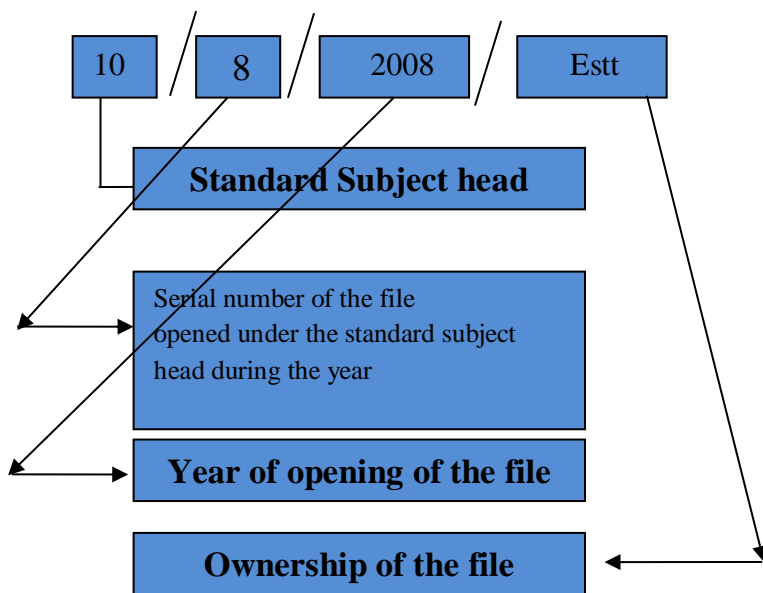 10 / 8 / 2008 / Estt
Standard Subject head
Serial number of the file
opened under the standard subject
head during the year
Year of opening of the file
Ownership of the file